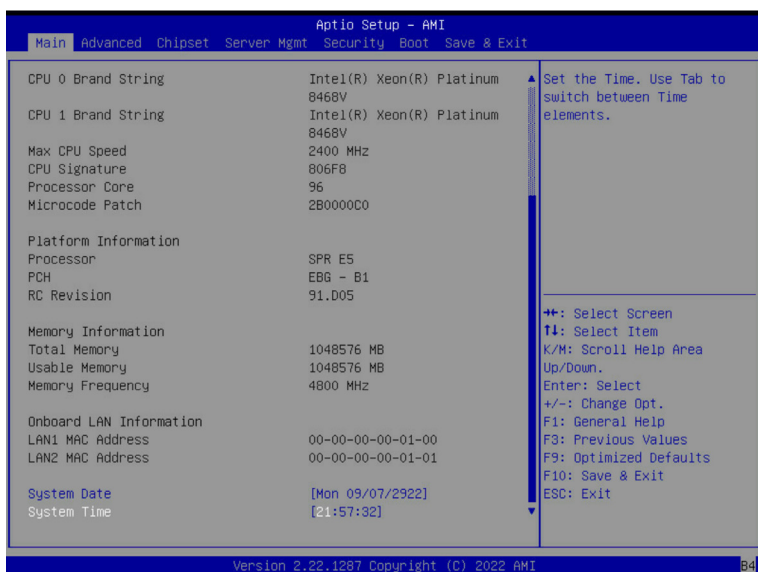 Aptio Setup – AMI
Main Advanced Chipset Server Mgmt Security Boot Save & Exit
CPU 0 Brand String Intel(R) Xeon(R) Platinum
8468V
CPU 1 Brand String Intel(R) Xeon(R) Platinum
8468V
Max CPU Speed 2400 MHz
CPU Signature 806F8
Processor Core 96
Microcode Patch 2B0000C0
Platform Information
Processor SPR E5
PCH EBG – B1
RC Revision 91.D05
Memory Information
Total Memory 1048576 MB
Usable Memory 1048576 MB
Memory Frequency 4800 MHz
Onboard LAN Information
LAN1 MAC Address 00-00-00-00-01-00
LAN2 MAC Address 00-00-00-00-01-01
System Date [Mon 09/07/2922]
System Time [21:57:32]
Set the Time. Use Tab to
switch between Time
elements.
→←: Select Screen
↑↓: Select Item
K/M: Scroll Help Area
Up/Down.
Enter: Select
+/-: Change Opt.
F1: General Help
F3: Previous Values
F9: Optimized Defaults
F10: Save & Exit
ESC: Exit
Version 2.22.1287 Copyright (C) 2022 AMI
B4